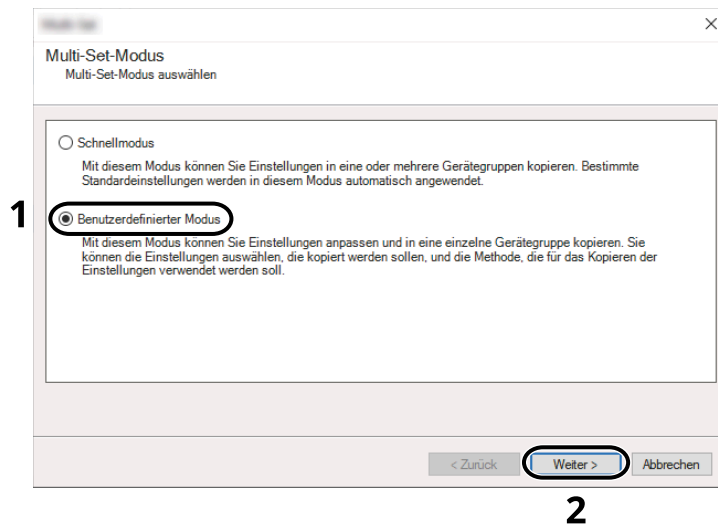 Multi-Set-Modus
Multi-Set-Modus auswählen
Schnellmodus
Mit diesem Modus können Sie Einstellungen in eine oder mehrere Gerätegruppen kopieren. Bestimmte
Standardeinstellungen werden in diesem Modus automatisch angewendet.
1
Benutzerdefinierter Modus
Mit diesem Modus können Sie Einstellungen anpassen und in eine einzelne Gerätegruppe kopieren. Sie
können die Einstellungen auswählen, die kopiert werden sollen, und die Methode, die für das Kopieren der
Einstellungen verwendet werden soll.
< Zurück Weiter > Abbrechen
2